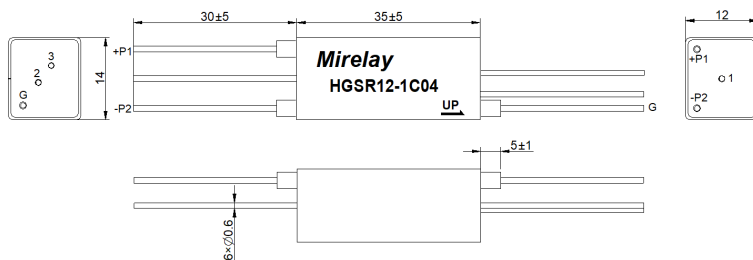 30±5
35±5
12
+P1
3
2
14
G
-P2
Mirelay
HGSR12-1C04
UP
G
+P1
1
-P2
5±1
6×∅0.6